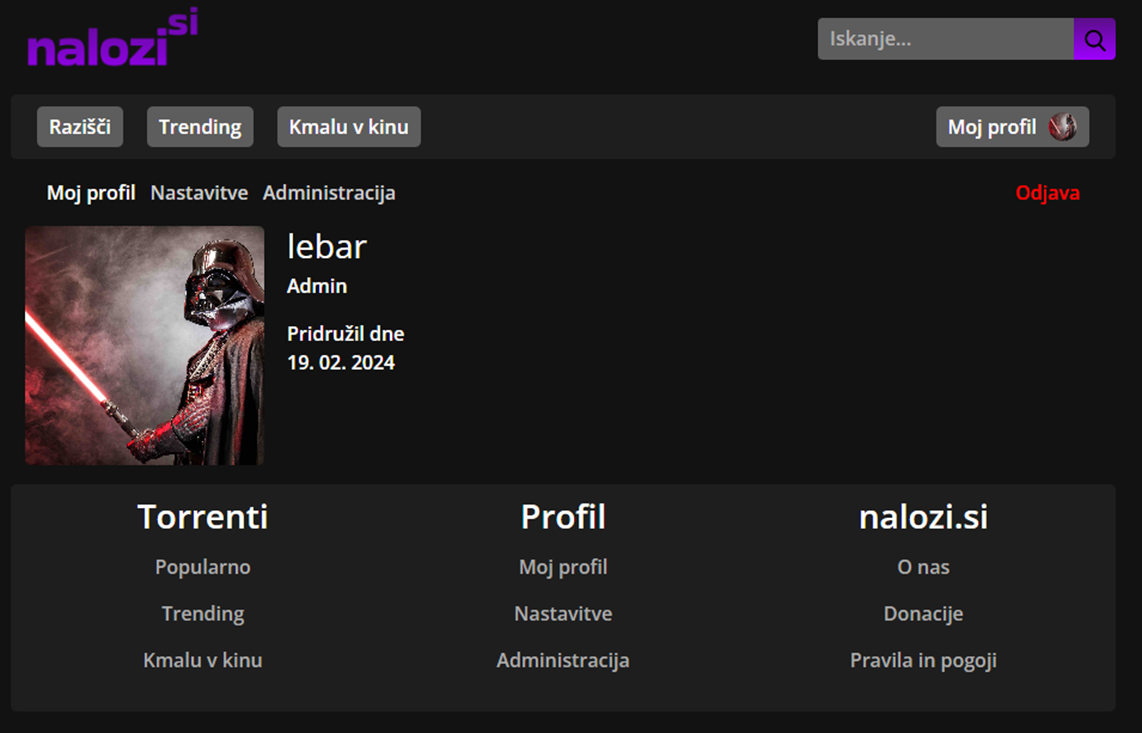 nalozi si
Iskanje...
Razišči Trending Kmalu v kinu Moj profil
Moj profil Nastavitve Administracija Odjava
lebar
Admin
Pridružil dne
19. 02. 2024
Torrenti Profil nalozi.si
Popularno Moj profil O nas
Trending Nastavitve Donacije
Kmalu v kinu Administracija Pravila in pogoji